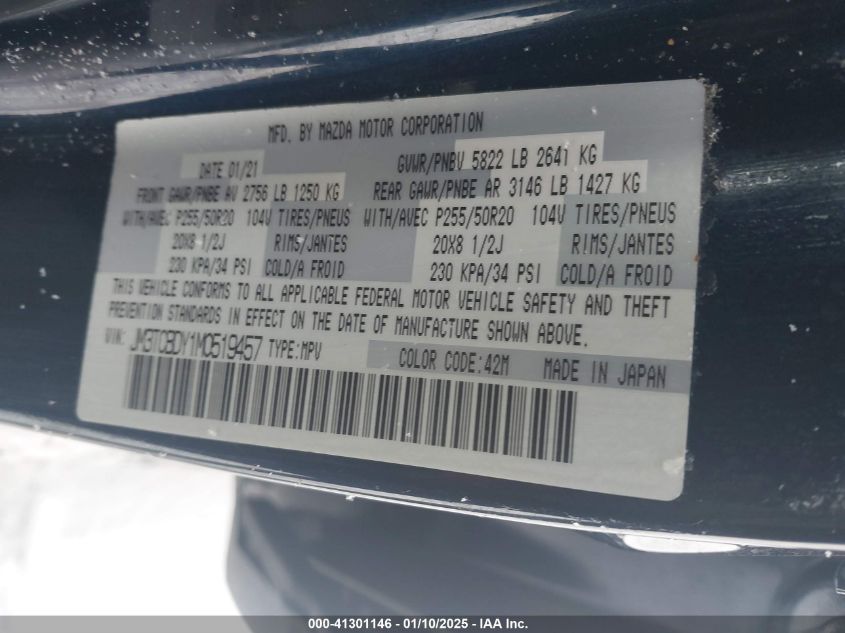 MFD. BY MAZDA MOTOR CORPORATION
DATE 01/21 GVWR/PNBV 5822 LB 2641 KG
FRONT GAWR/PNBE AV 2756 LB 1250 KG REAR GAWR/PNBE AR 3146 LB 1427 KG
WITH/AVEC P255/50R20 104V TIRES/PNEUS WITH/AVEC P255/50R20 104V TIRES/PNEUS
20X8 1/2J RIMS/JANTES 20X8 1/2J RIMS/JANTES
230 KPA/34 PSI COLD/A FROID 230 KPA/34 PSI COLD/A FROID
THIS VEHICLE CONFORMS TO ALL APPLICABLE FEDERAL MOTOR VEHICLE SAFETY AND THEFT
PREVENTION STANDARDS IN EFFECT ON THE DATE OF MANUFACTURE SHOWN ABOVE.
VIN: JM3TCBDY1M0519457 TYPE:MPV COLOR CODE:42M MADE IN JAPAN
000-41301146 - 01/10/2025 - © IAA Holdings, LLC.